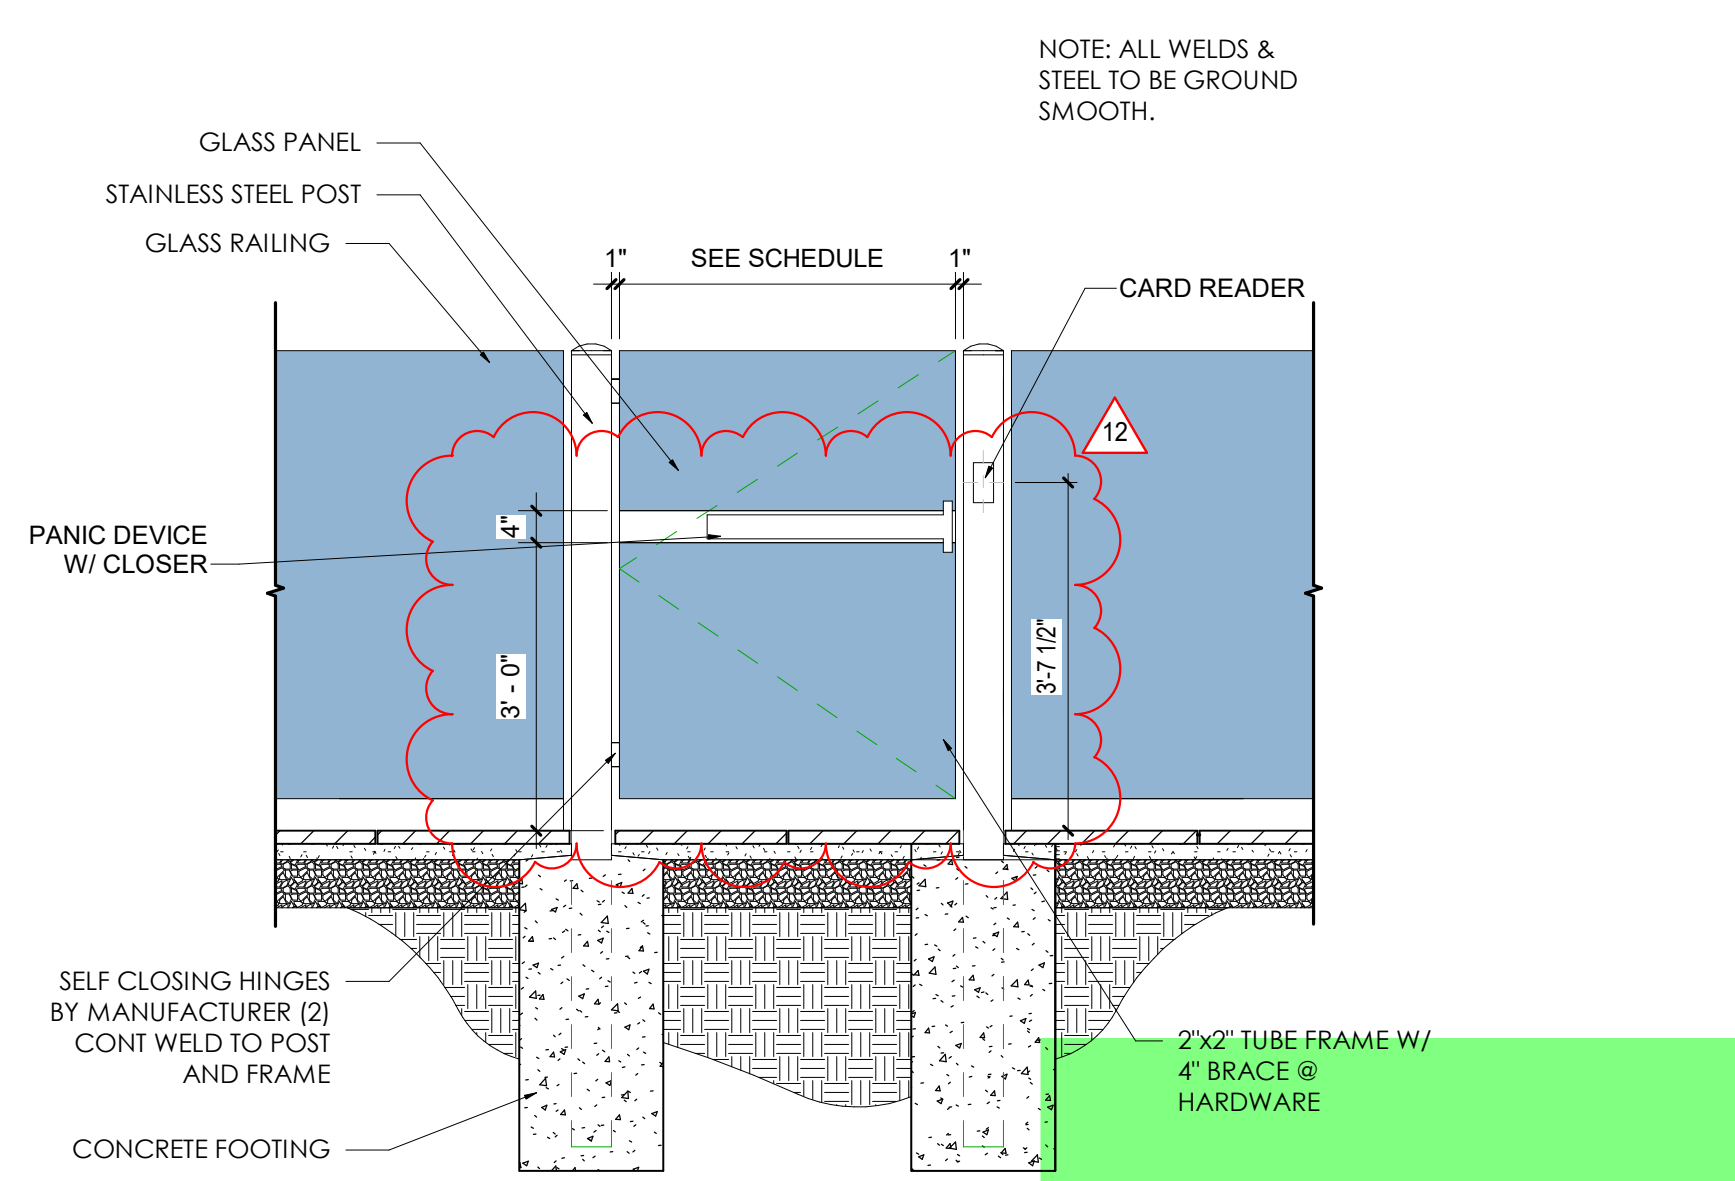 NOTE: ALL WELDS &
STEEL TO BE GROUND
SMOOTH.
GLASS PANEL
STAINLESS STEEL POST
GLASS RAILING
1"
SEE SCHEDULE
1"
CARD READER
12
PANIC DEVICE
W/ CLOSER
4"
3' - 0"
3'-7 1/2"
SELF CLOSING HINGES
BY MANUFACTURER (2)
CONT WELD TO POST
AND FRAME
2"x2" TUBE FRAME W/
4" BRACE @
HARDWARE
CONCRETE FOOTING